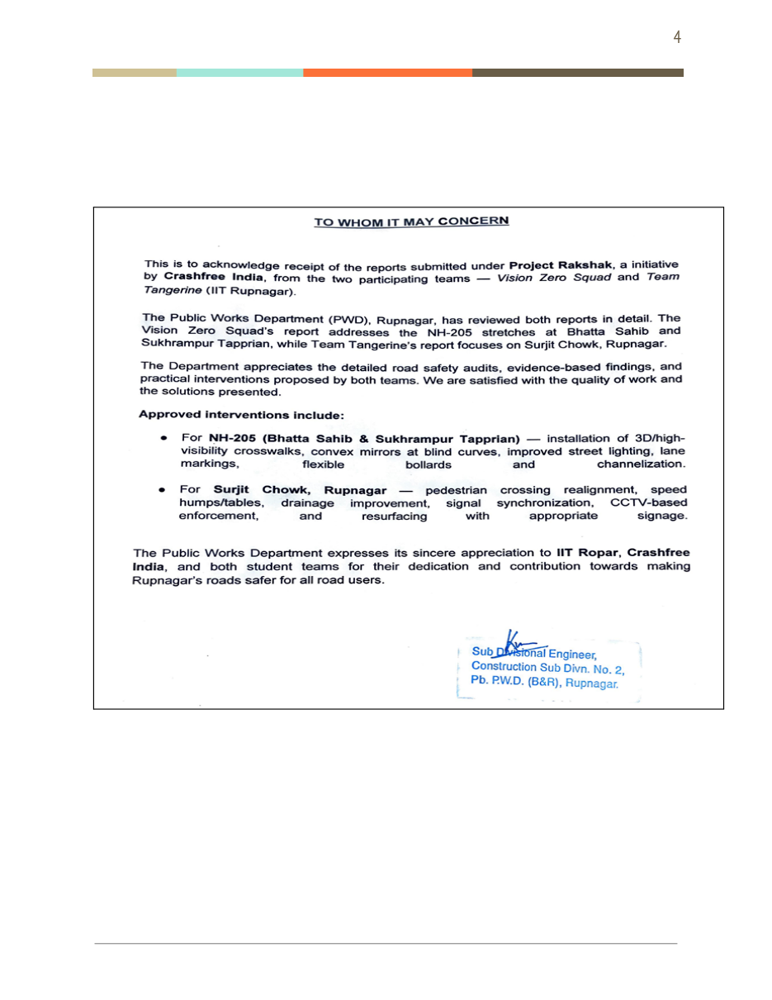 4
TO WHOM IT MAY CONCERN
This is to acknowledge receipt of the reports submitted under Project Rakshak, a initiative
by Crashfree India, from the two participating teams — Vision Zero Squad and Team
Tangerine (IIT Rupnagar).
The Public Works Department (PWD), Rupnagar, has reviewed both reports in detail. The
Vision Zero Squad's report addresses the NH-205 stretches at Bhatta Sahib and
Sukhrampur Tapprian, while Team Tangerine's report focuses on Surjit Chowk, Rupnagar.
The Department appreciates the detailed road safety audits, evidence-based findings, and
practical interventions proposed by both teams. We are satisfied with the quality of work and
the solutions presented.
Approved interventions include:
● For NH-205 (Bhatta Sahib & Sukhrampur Tapprian) — installation of 3D/high-
visibility crosswalks, convex mirrors at blind curves, improved street lighting, lane
markings, flexible bollards and channelization.
● For Surjit Chowk, Rupnagar — pedestrian crossing realignment, speed
humps/tables, drainage improvement, signal synchronization, CCTV-based
enforcement, and resurfacing with appropriate signage.
The Public Works Department expresses its sincere appreciation to IIT Ropar, Crashfree
India, and both student teams for their dedication and contribution towards making
Rupnagar's roads safer for all road users.
Sub Divisional Engineer,
Construction Sub Divn. No. 2,
Pb. P.W.D. (B&R), Rupnagar.